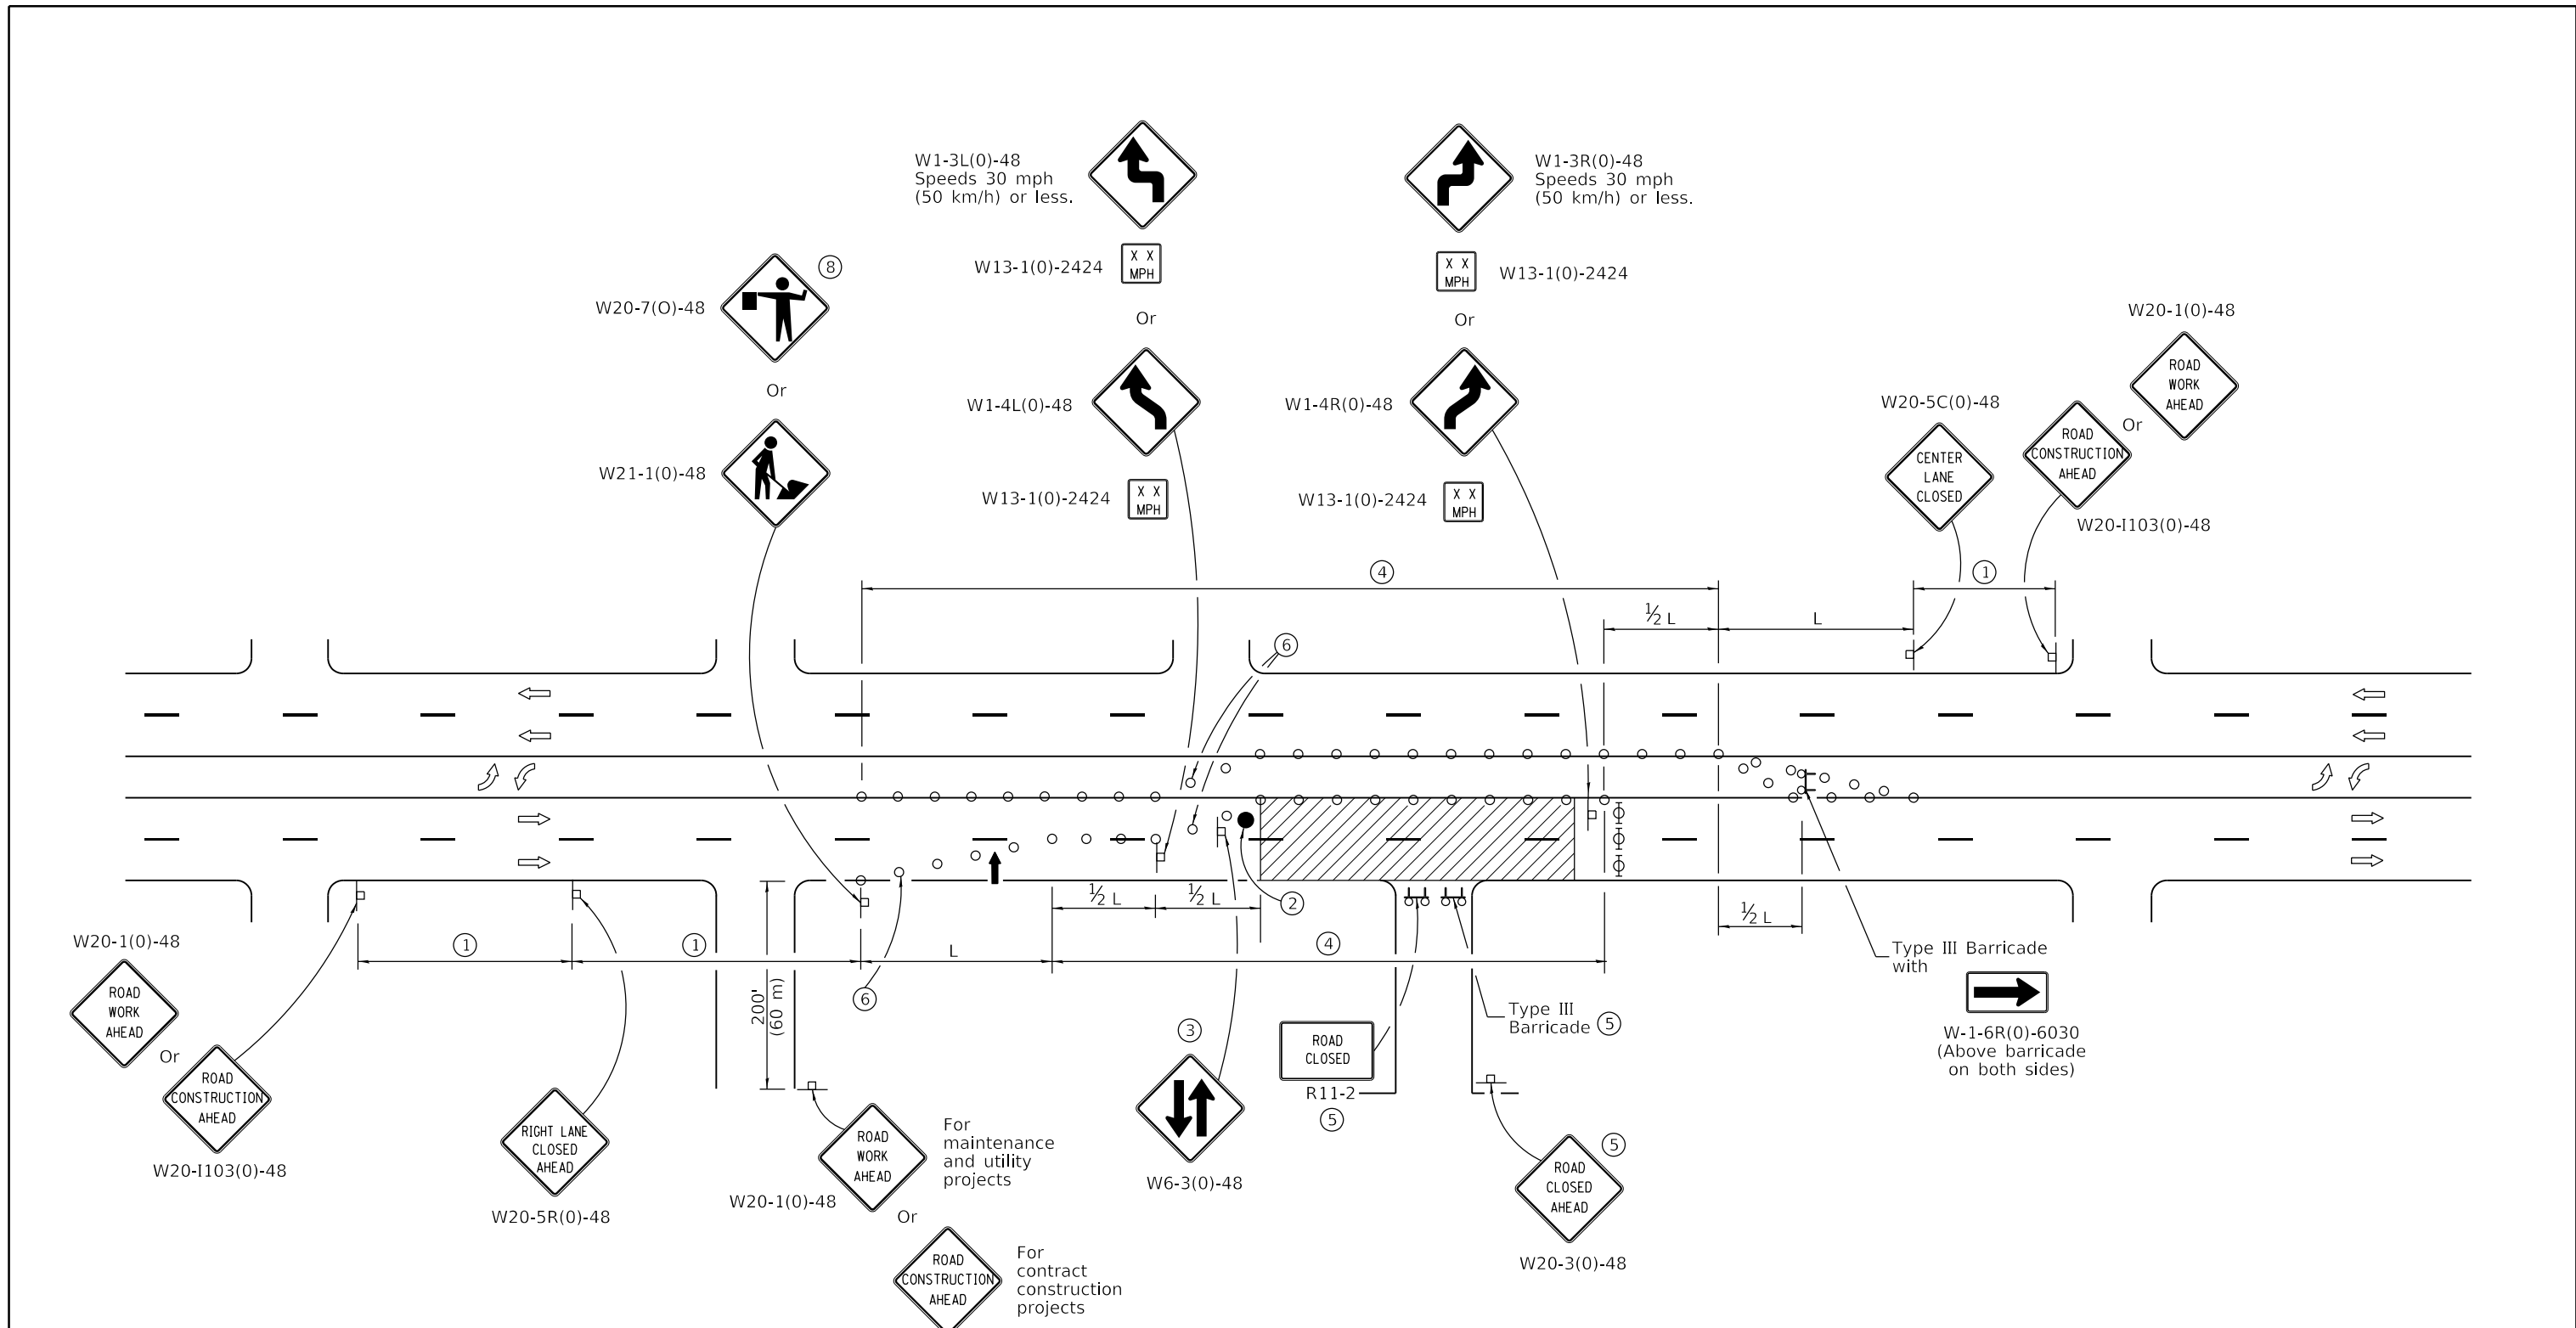 W1-3L(0)-48
Speeds 30 mph
(50 km/h) or less.
W1-3R(0)-48
Speeds 30 mph
(50 km/h) or less.
W13-1(0)-2424
X X
MPH
X X
MPH
W13-1(0)-2424
8
W20-7(O)-48
Or
Or
Or
W1-4L(0)-48
W1-4R(0)-48
W21-1(0)-48
W13-1(0)-2424
X X
MPH
W13-1(0)-2424
X X
MPH
W20-1(0)-48
ROAD
WORK
AHEAD
Or
W20-5C(0)-48
CENTER
LANE
CLOSED
ROAD
CONSTRUCTION
AHEAD
W20-I103(0)-48
4
1
½ L
L
6
½ L
½ L
2
½ L
1
1
L
4
6
200'
(60 m)
W20-1(0)-48
ROAD
WORK
AHEAD
Or
ROAD
CONSTRUCTION
AHEAD
W20-I103(0)-48
RIGHT LANE
CLOSED
AHEAD
W20-5R(0)-48
ROAD
WORK
AHEAD
W20-1(0)-48
For
maintenance
and utility
projects
Or
ROAD
CONSTRUCTION
AHEAD
For
contract
construction
projects
3
W6-3(0)-48
ROAD
CLOSED
R11-2
5
Type III
Barricade 5
5
ROAD
CLOSED
AHEAD
W20-3(0)-48
Type III Barricade
with
W-1-6R(0)-6030
(Above barricade
on both sides)